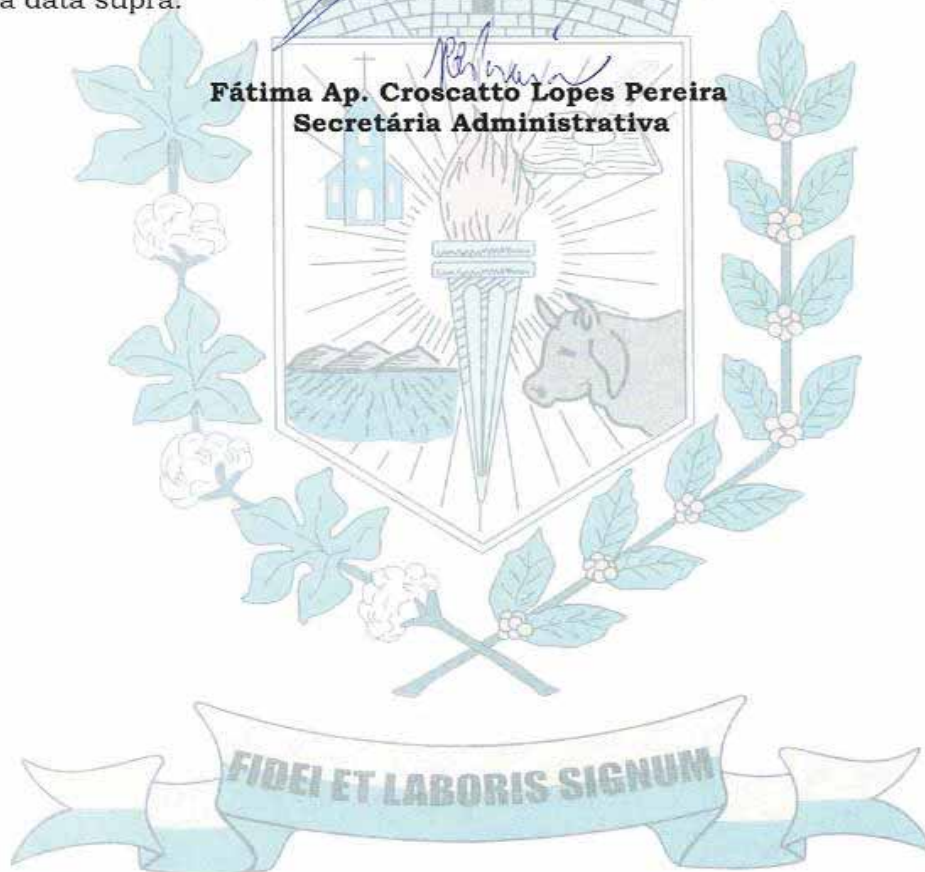 a data supra.
Fátima Ap. Croscatto Lopes Pereira
Secretária Administrativa
FIDEI ET LABORIS SIGNUM